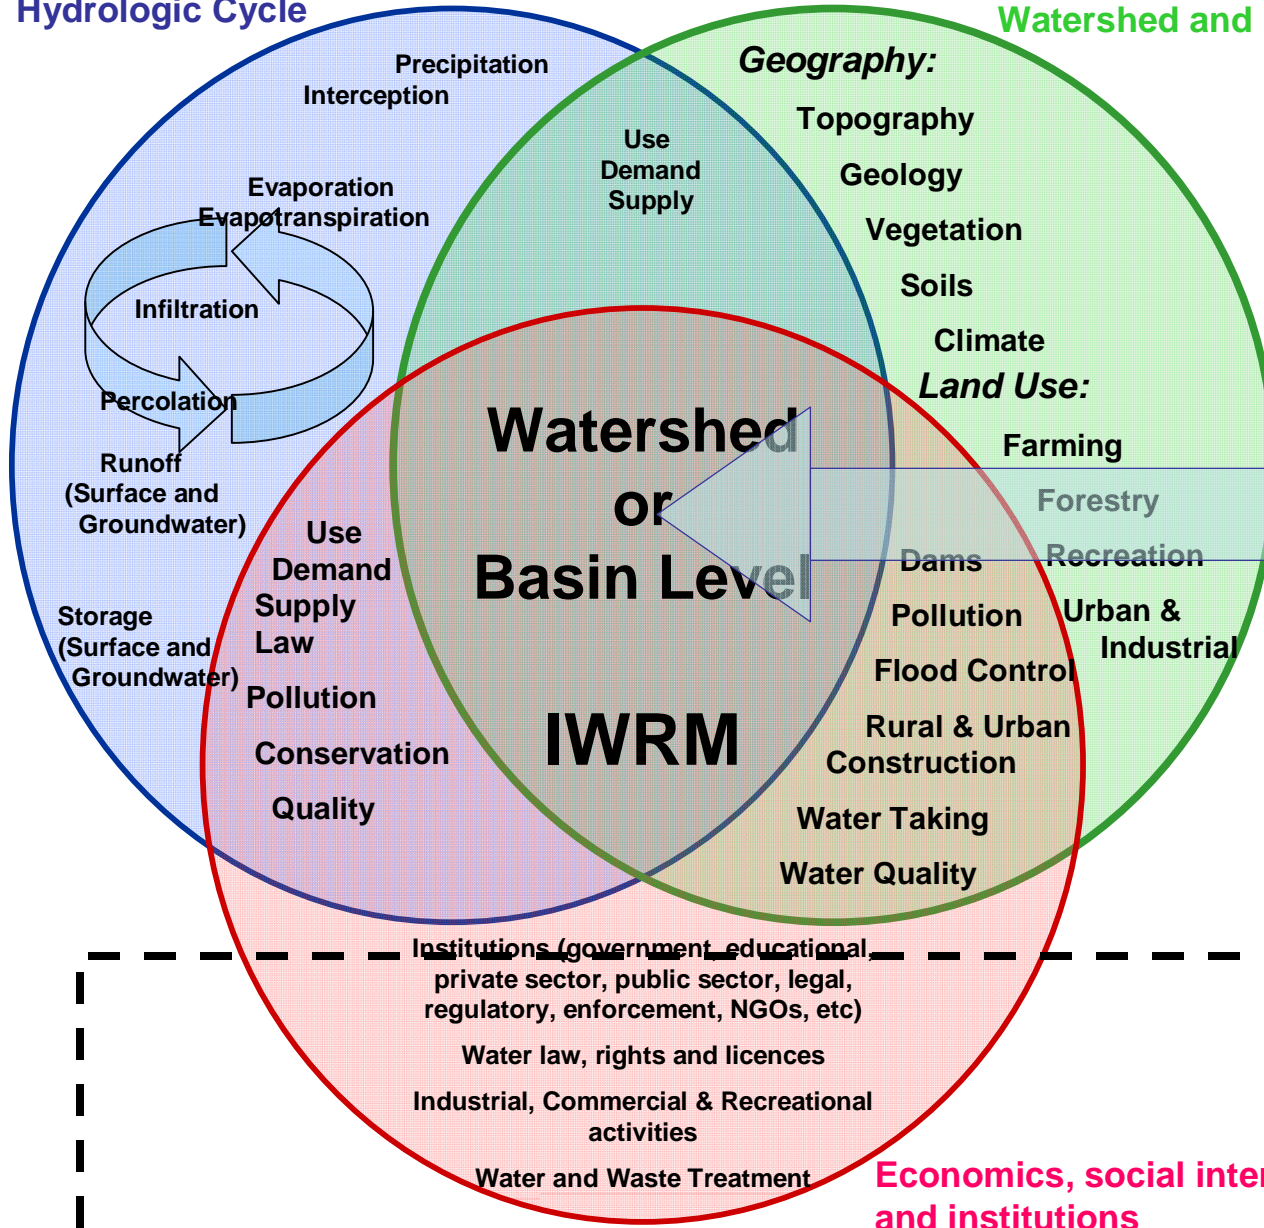 Hydrologic Cycle
Watershed and
Precipitation
Interception
Evaporation
Evapotranspiration
Infiltration
Percolation
Runoff
(Surface and
Groundwater)
Storage
(Surface and
Groundwater)
Use
Demand
Supply
Geography:
Topography
Geology
Vegetation
Soils
Climate
Land Use:
Farming
Forestry
Recreation
Urban &
Industrial
Use
Demand
Supply
Law
Pollution
Conservation
Quality
Watershed
or
Basin Level
IWRM
Dams
Pollution
Flood Control
Rural & Urban
Construction
Water Taking
Water Quality
Institutions (government, educational,
private sector, public sector, legal,
regulatory, enforcement, NGOs, etc)
Water law, rights and licences
Industrial, Commercial & Recreational
activities
Water and Waste Treatment
Economics, social
and institutions